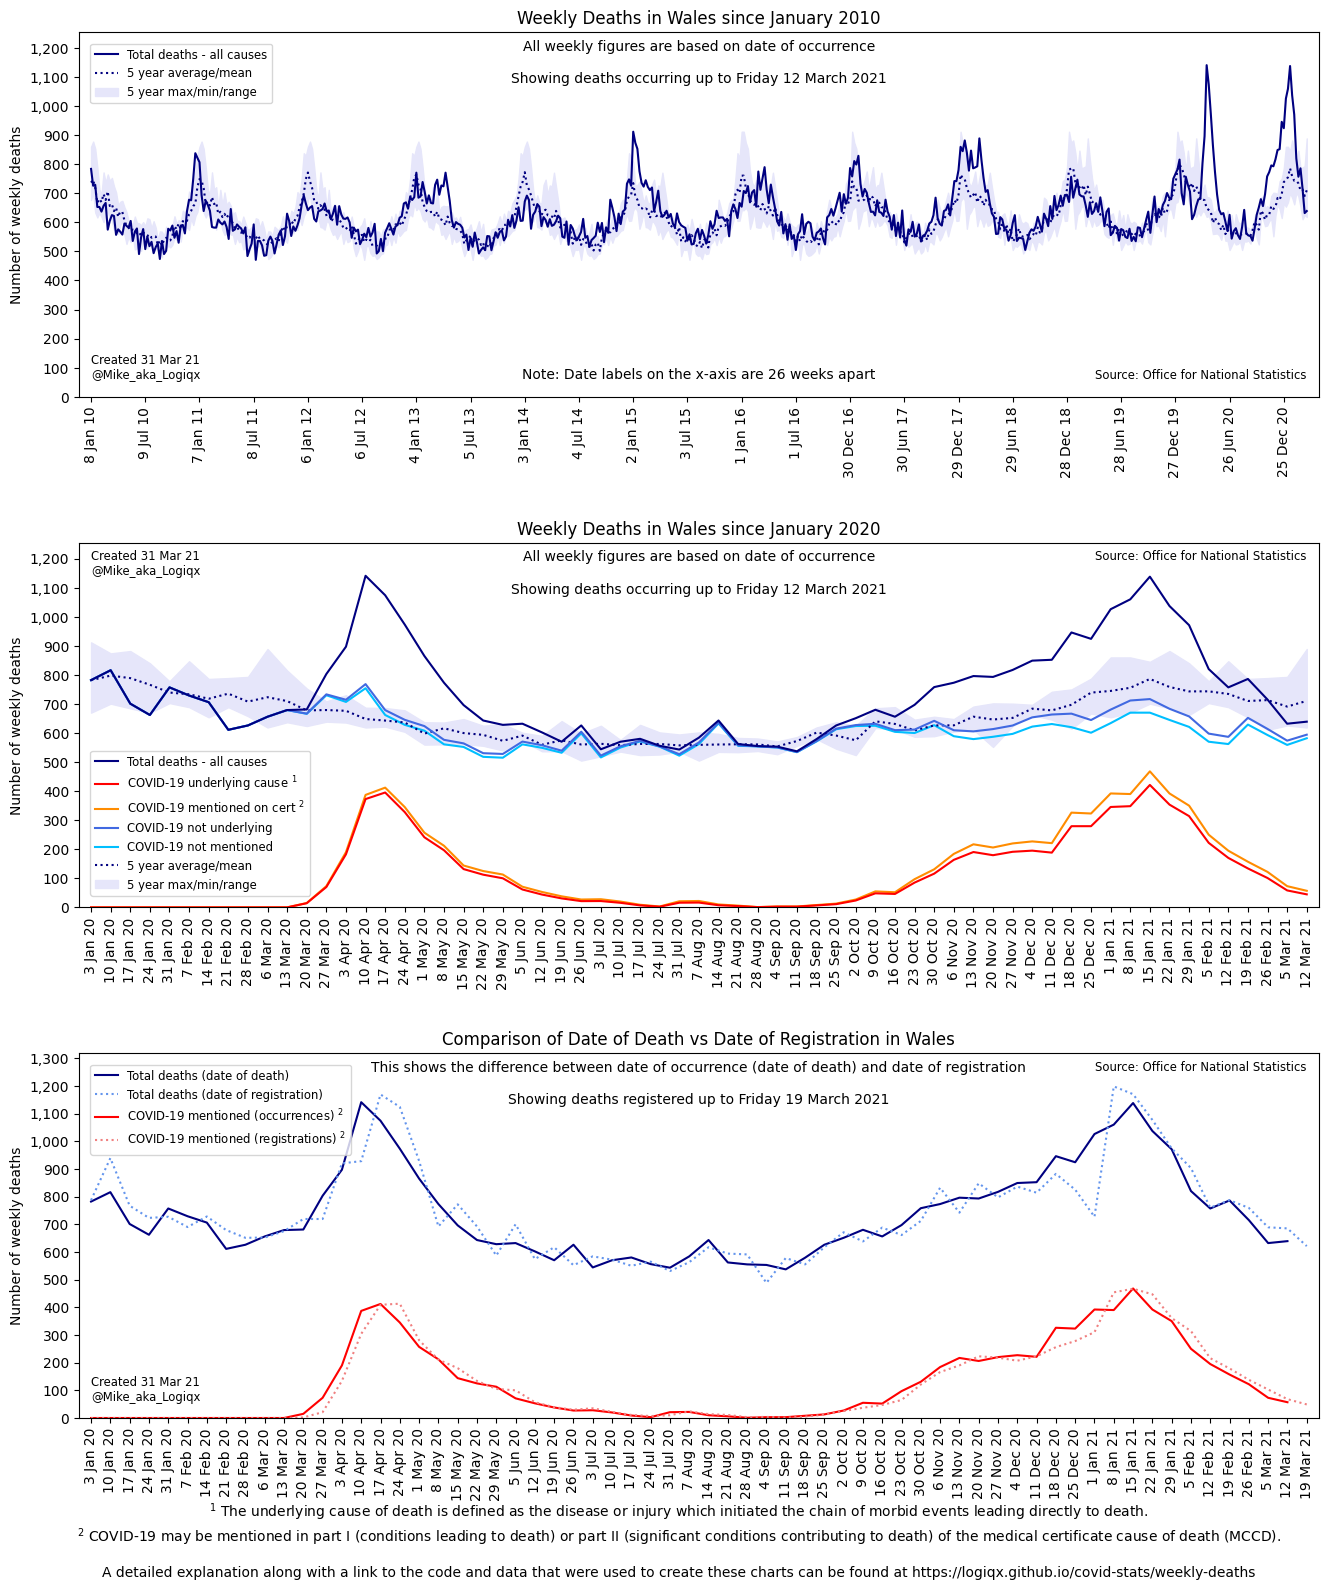 Weekly Deaths in Wales since January 2010
All weekly figures are based on date of occurrence
Showing deaths occurring up to Friday 12 March 2021
Total deaths - all causes
5 year average/mean
5 year max/min/range
Number of weekly deaths
1,200
1,100
1,000
900
800
700
600
500
400
300
200
100
0
Created 31 Mar 21
@Mike_aka_Logiqx
Note: Date labels on the x-axis are 26 weeks apart
Source: Office for National Statistics
8 Jan 10
9 Jul 10
7 Jan 11
8 Jul 11
6 Jan 12
6 Jul 12
4 Jan 13
5 Jul 13
3 Jan 14
4 Jul 14
2 Jan 15
3 Jul 15
1 Jan 16
1 Jul 16
30 Dec 16
30 Jun 17
29 Dec 17
29 Jun 18
28 Dec 18
28 Jun 19
27 Dec 19
26 Jun 20
25 Dec 20
Weekly Deaths in Wales since January 2020
Created 31 Mar 21
@Mike_aka_Logiqx
All weekly figures are based on date of occurrence
Source: Office for National Statistics
Showing deaths occurring up to Friday 12 March 2021
Number of weekly deaths
1,200
1,100
1,000
900
800
700
600
500
400
300
200
100
0
Total deaths - all causes
COVID-19 underlying cause 1
COVID-19 mentioned on cert 2
COVID-19 not underlying
COVID-19 not mentioned
5 year average/mean
5 year max/min/range
3 Jan 20
10 Jan 20
17 Jan 20
24 Jan 20
31 Jan 20
7 Feb 20
14 Feb 20
21 Feb 20
28 Feb 20
6 Mar 20
13 Mar 20
20 Mar 20
27 Mar 20
3 Apr 20
10 Apr 20
17 Apr 20
24 Apr 20
1 May 20
8 May 20
15 May 20
22 May 20
29 May 20
5 Jun 20
12 Jun 20
19 Jun 20
26 Jun 20
3 Jul 20
10 Jul 20
17 Jul 20
24 Jul 20
31 Jul 20
7 Aug 20
14 Aug 20
21 Aug 20
28 Aug 20
4 Sep 20
11 Sep 20
18 Sep 20
25 Sep 20
2 Oct 20
9 Oct 20
16 Oct 20
23 Oct 20
30 Oct 20
6 Nov 20
13 Nov 20
20 Nov 20
27 Nov 20
4 Dec 20
11 Dec 20
18 Dec 20
25 Dec 20
1 Jan 21
8 Jan 21
15 Jan 21
22 Jan 21
29 Jan 21
5 Feb 21
12 Feb 21
19 Feb 21
26 Feb 21
5 Mar 21
12 Mar 21
Comparison of Date of Death vs Date of Registration in Wales
This shows the difference between date of occurrence (date of death) and date of registration
Source: Office for National Statistics
Showing deaths registered up to Friday 19 March 2021
Total deaths (date of death)
Total deaths (date of registration)
COVID-19 mentioned (occurrences) 2
COVID-19 mentioned (registrations) 2
Number of weekly deaths
1,300
1,200
1,100
1,000
900
800
700
600
500
400
300
200
100
0
Created 31 Mar 21
@Mike_aka_Logiqx
3 Jan 20
10 Jan 20
17 Jan 20
24 Jan 20
31 Jan 20
7 Feb 20
14 Feb 20
21 Feb 20
28 Feb 20
6 Mar 20
13 Mar 20
20 Mar 20
27 Mar 20
3 Apr 20
10 Apr 20
17 Apr 20
24 Apr 20
1 May 20
8 May 20
15 May 20
22 May 20
29 May 20
5 Jun 20
12 Jun 20
19 Jun 20
26 Jun 20
3 Jul 20
10 Jul 20
17 Jul 20
24 Jul 20
31 Jul 20
7 Aug 20
14 Aug 20
21 Aug 20
28 Aug 20
4 Sep 20
11 Sep 20
18 Sep 20
25 Sep 20
2 Oct 20
9 Oct 20
16 Oct 20
23 Oct 20
30 Oct 20
6 Nov 20
13 Nov 20
20 Nov 20
27 Nov 20
4 Dec 20
11 Dec 20
18 Dec 20
25 Dec 20
1 Jan 21
8 Jan 21
15 Jan 21
22 Jan 21
29 Jan 21
5 Feb 21
12 Feb 21
19 Feb 21
26 Feb 21
5 Mar 21
12 Mar 21
19 Mar 21
1 The underlying cause of death is defined as the disease or injury which initiated the chain of morbid events leading directly to death.
2 COVID-19 may be mentioned in part I (conditions leading to death) or part II (significant conditions contributing to death) of the medical certificate cause of death (MCCD).
A detailed explanation along with a link to the code and data that were used to create these charts can be found at https://logiqx.github.io/covid-stats/weekly-deaths